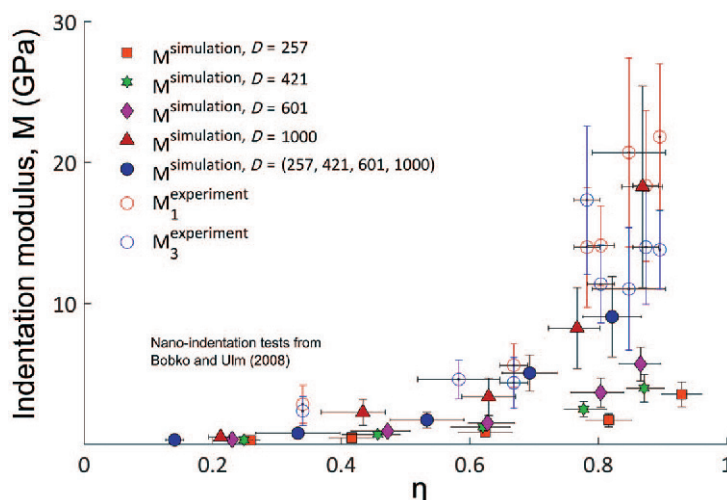 30
20
10
Indentation modulus, M (GPa)
M^simulation, D = 257
M^simulation, D = 421
M^simulation, D = 601
M^simulation, D = 1000
M^simulation, D = (257, 421, 601, 1000)
M_1^experiment
M_3^experiment
Nano-indentation tests from
Bobko and Ulm (2008)
0 0.2 0.4 0.6 0.8 1
η